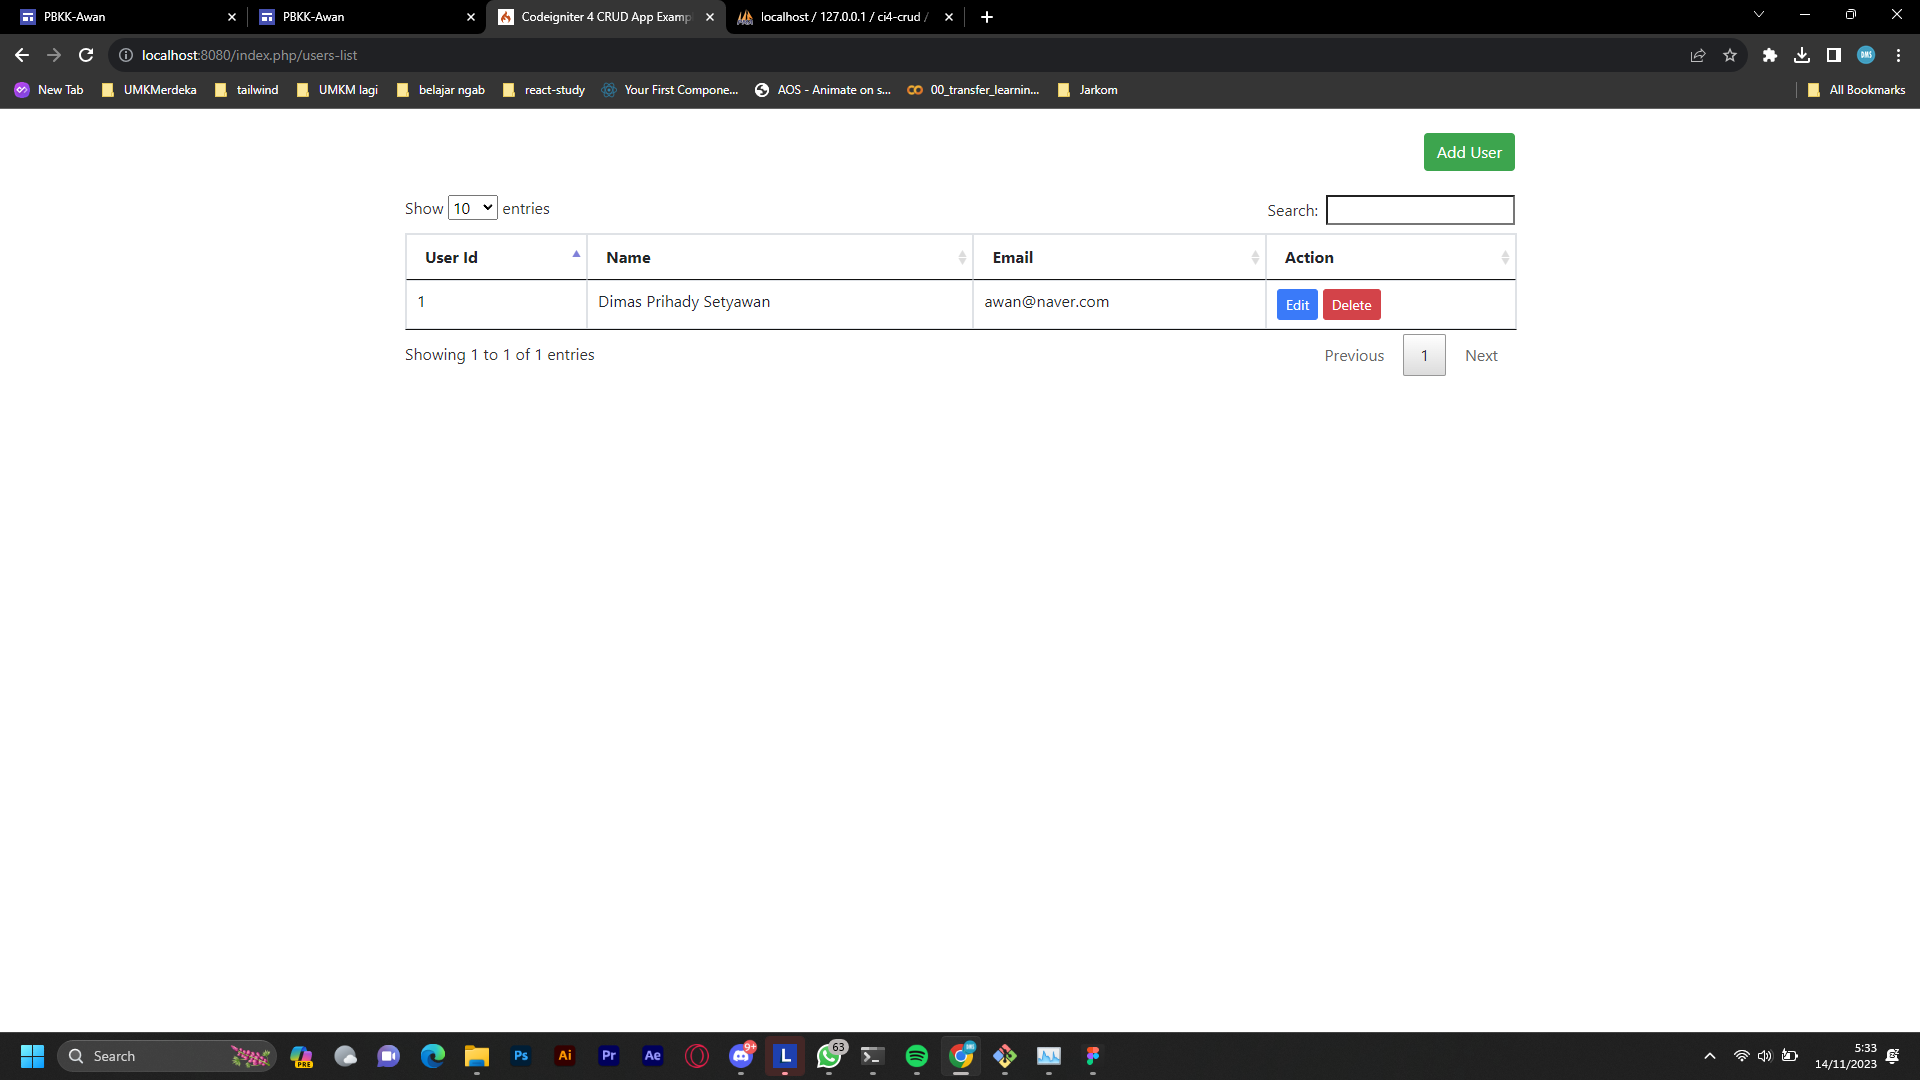 PBKK-Awan
PBKK-Awan
Codeigniter 4 CRUD App Examp
localhost / 127.0.0.1 / ci4-crud /
localhost:8080/index.php/users-list
DMS
New Tab
UMKMerdeka
tailwind
UMKM lagi
belajar ngab
react-study
Your First Compone...
AOS - Animate on s...
00_transfer_learnin...
Jarkom
All Bookmarks
Add User
Show 10 entries
Search:
User Id Name Email Action
1 Dimas Prihady Setyawan awan@naver.com Edit Delete
Showing 1 to 1 of 1 entries
Previous 1 Next
Search
PRE
Ps
Ai
Pr
Ae
9+
L
63
5:33
14/11/2023